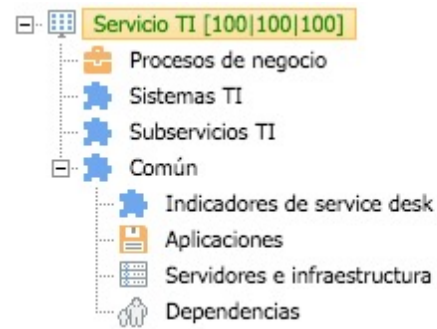 Servicio TI [100|100|100]
Procesos de negocio
Sistemas TI
Subservicios TI
Común
Indicadores de service desk
Aplicaciones
Servidores e infraestructura
Dependencias